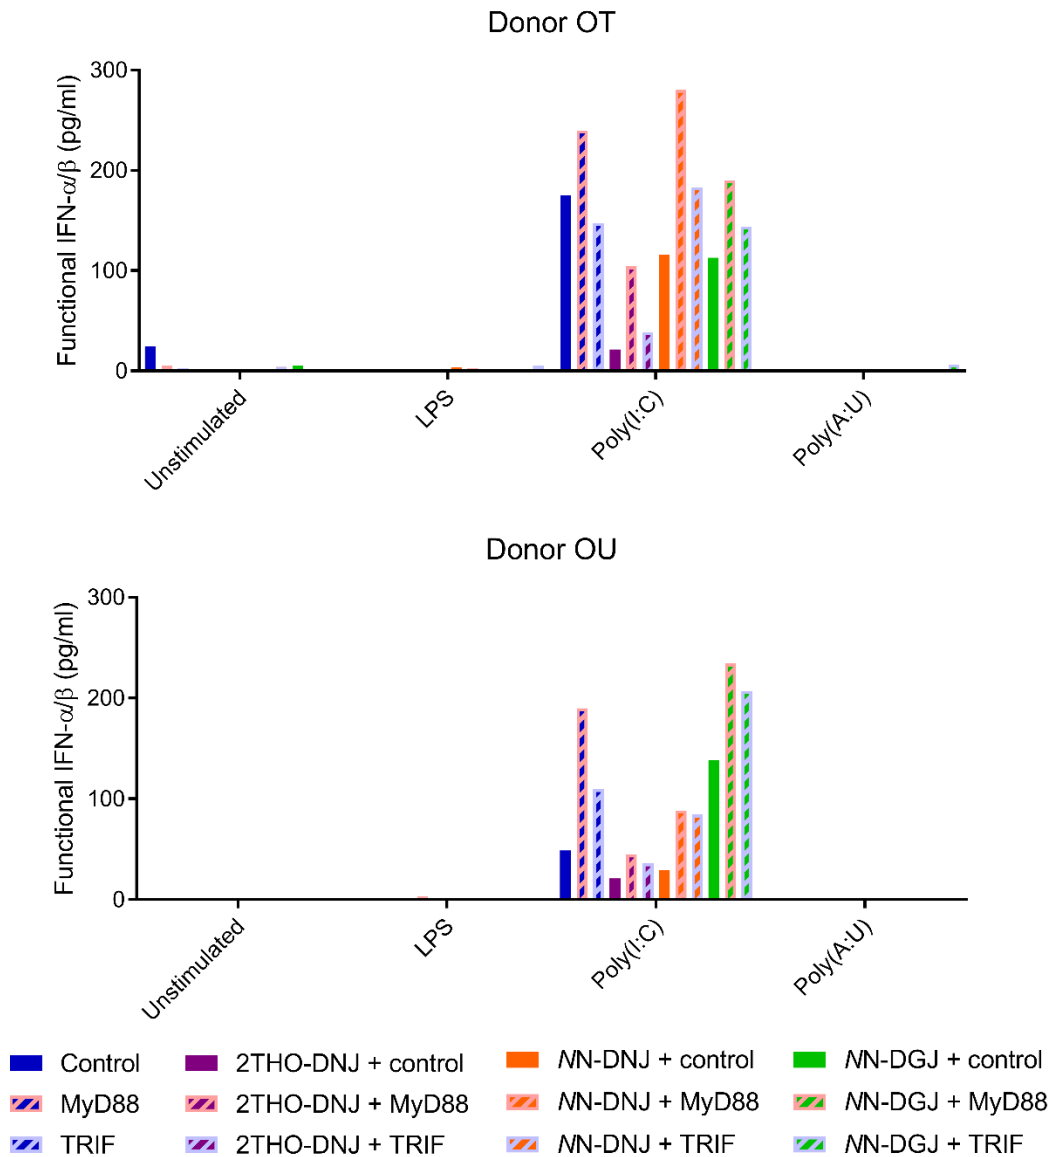 Donor OT
Functional IFN-α/β (pg/ml)
300
200
100
0
Unstimulated
LPS
Poly(I:C)
Poly(A:U)
Donor OU
Functional IFN-α/β (pg/ml)
300
200
100
0
Unstimulated
LPS
Poly(I:C)
Poly(A:U)
Control
2THO-DNJ + control
NN-DNJ + control
NN-DGJ + control
MyD88
2THO-DNJ + MyD88
NN-DNJ + MyD88
NN-DGJ + MyD88
TRIF
2THO-DNJ + TRIF
NN-DNJ + TRIF
NN-DGJ + TRIF